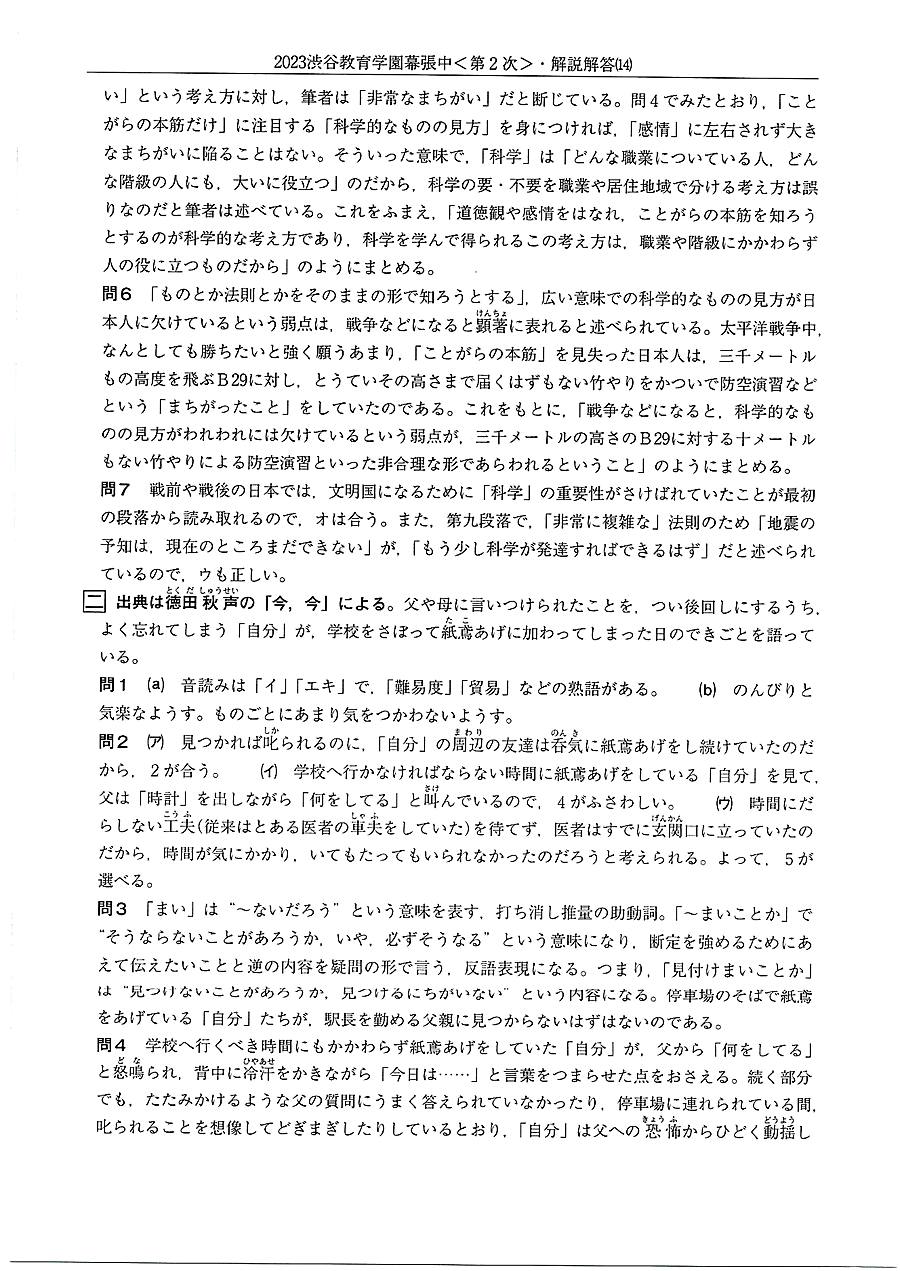 2023渋谷教育学園幕張中<第2次>・解説解答⒁
い」という考え方に対し，筆者は「非常なまちがい」だと断じている。問4でみたとおり，「こと
がらの本筋だけ」に注目する「科学的なものの見方」を身につければ，「感情」に左右されず大き
なまちがいに陥ることはない。そういった意味で，「科学」は「どんな職業についている人，どん
な階級の人にも，大いに役立つ」のだから，科学の要・不要を職業や居住地域で分ける考え方は誤
りなのだと筆者は述べている。これをふまえ，「道徳観や感情をはなれ，ことがらの本筋を知ろう
とするのが科学的な考え方であり，科学を学んで得られるこの考え方は，職業や階級にかかわらず
人の役に立つものだから」のようにまとめる。
問6 「ものとか法則とかをそのままの形で知ろうとする」，広い意味での科学的なものの見方が日
本人に欠けているという弱点は，戦争などになると顕著に表れると述べられている。太平洋戦争中，
なんとしても勝ちたいと強く願うあまり，「ことがらの本筋」を見失った日本人は，三千メートル
もの高度を飛ぶB29に対し，とうていその高さまで届くはずもない竹やりをかついで防空演習など
という「まちがったこと」をしていたのである。これをもとに，「戦争などになると，科学的なも
のの見方がわれわれには欠けているという弱点が，三千メートルの高さのB29に対する十メートル
もない竹やりによる防空演習といった非合理な形であらわれるということ」のようにまとめる。
問7 戦前や戦後の日本では，文明国になるために「科学」の重要性がさけばれていたことが最初
の段落から読み取れるので，オは合う。また，第九段落で，「非常に複雑な」法則のため「地震の
予知は，現在のところまだできない」が，「もう少し科学が発達すればできるはず」だと述べられ
ているので，ウも正しい。
二 出典は徳田秋声の「今，今」による。父や母に言いつけられたことを，つい後回しにするうち，
よく忘れてしまう「自分」が，学校をさぼって紙鳶あげに加わってしまった日のできごとを語って
いる。
問1 (a) 音読みは「イ」「エキ」で，「難易度」「貿易」などの熟語がある。 (b) のんびりと
気楽なようす。ものごとにあまり気をつかわないようす。
問2 (ア) 見つかれば叱られるのに，「自分」の周辺の友達は呑気に紙鳶あげをし続けていたのだ
から，2が合う。 (イ) 学校へ行かなければならない時間に紙鳶あげをしている「自分」を見て，
父は「時計」を出しながら「何をしてる」と叫んでいるので，4がふさわしい。 (ウ) 時間にだ
らしない工夫(従来はとある医者の車夫をしていた)を待てず，医者はすでに玄関口に立っていたの
だから，時間が気にかかり，いてもたってもいられなかったのだろうと考えられる。よって，5が
選べる。
問3 「まい」は“～ないだろう”という意味を表す，打ち消し推量の助動詞。「～まいことか」で
“そうならないことがあろうか，いや，必ずそうなる”という意味になり，断定を強めるためにあ
えて伝えたいことと逆の内容を疑問の形で言う，反語表現になる。つまり，「見付けまいことか」
は“見つけないことがあろうか，見つけるにちがいない”という内容になる。停車場のそばで紙鳶
をあげている「自分」たちが，駅長を勤める父親に見つからないはずはないのである。
問4 学校へ行くべき時間にもかかわらず紙鳶あげをしていた「自分」が，父から「何をしてる」
と怒鳴られ，背中に冷汗をかきながら「今日は……」と言葉をつまらせた点をおさえる。続く部分
でも，たたみかけるような父の質問にうまく答えられていなかったり，停車場に連れられている間，
叱られることを想像してどぎまぎしたりしているとおり，「自分」は父への恐怖からひどく動揺し